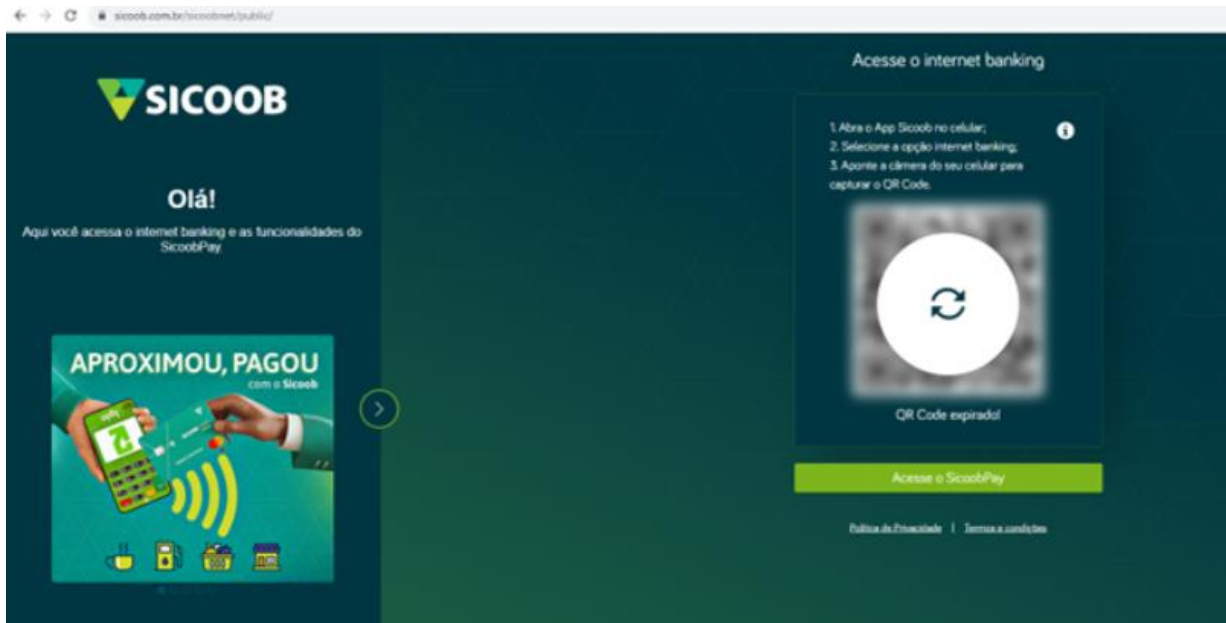 sicoob.com.br/sicoobnet/public/
SICOOB
Olá!
Aqui você acessa o internet banking e as funcionalidades do
SicoobPay
APROXIMOU, PAGOU
com o Sicoob
Acesse o internet banking
1. Abra o App Sicoob no celular;
2. Selecione a opção internet banking;
3. Aponte a câmera do seu celular para
capturar o QR Code.
QR Code expirado!
Acesse o SicoobPay
Política de Privacidade | Termos e condições